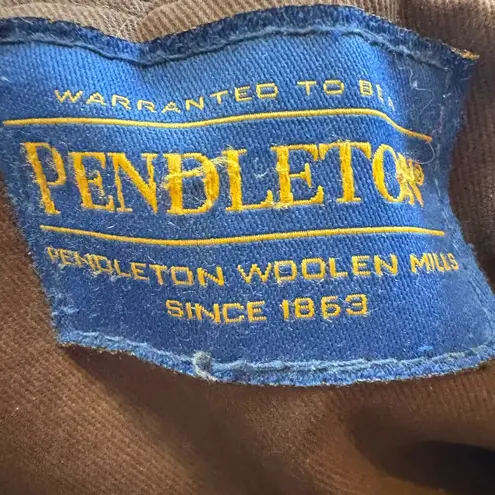 WARRANTED TO BE A
PENDLETON®
PENDLETON WOOLEN MILLS
SINCE 1863